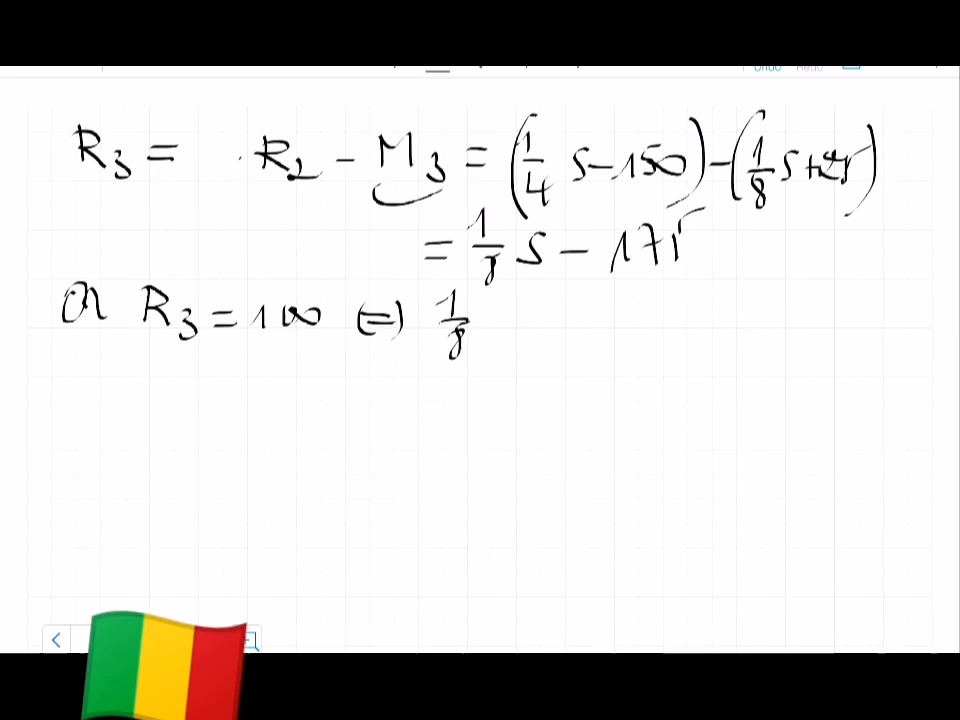 R₃ = R₂ - M₃ = (1/4 S - 150) - (1/8 S + 25)
= 1/8 S - 175
Or R₃ = 100 ⇔ 1/8